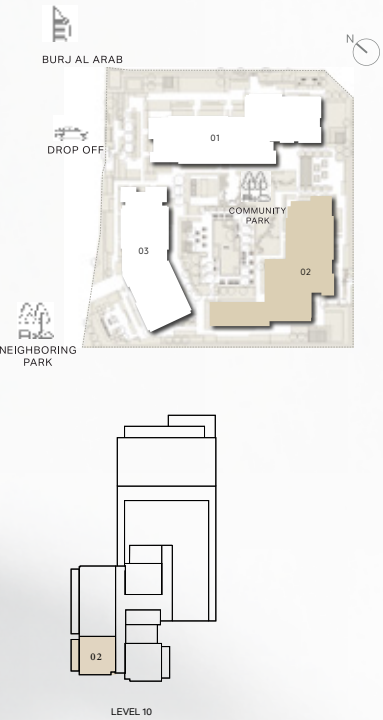 N
BURJ AL ARAB
DROP OFF
01
COMMUNITY
PARK
03
02
NEIGHBORING
PARK
02
LEVEL 10